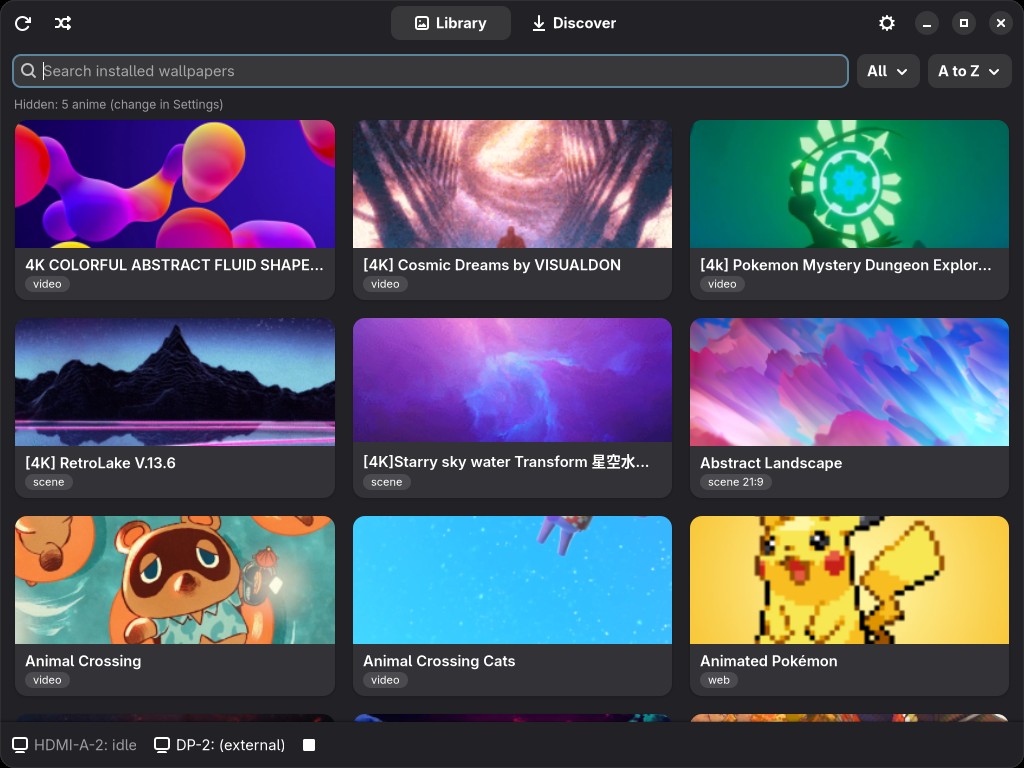 Library
Discover
Search installed wallpapers
All
A to Z
Hidden: 5 anime (change in Settings)
4K COLORFUL ABSTRACT FLUID SHAPE...
video
[4K] Cosmic Dreams by VISUALDON
video
[4k] Pokemon Mystery Dungeon Explor...
video
[4K] RetroLake V.13.6
scene
[4K]Starry sky water Transform 星空水...
scene
Abstract Landscape
scene 21:9
Animal Crossing
video
Animal Crossing Cats
video
Animated Pokémon
web
HDMI-A-2: idle
DP-2: (external)